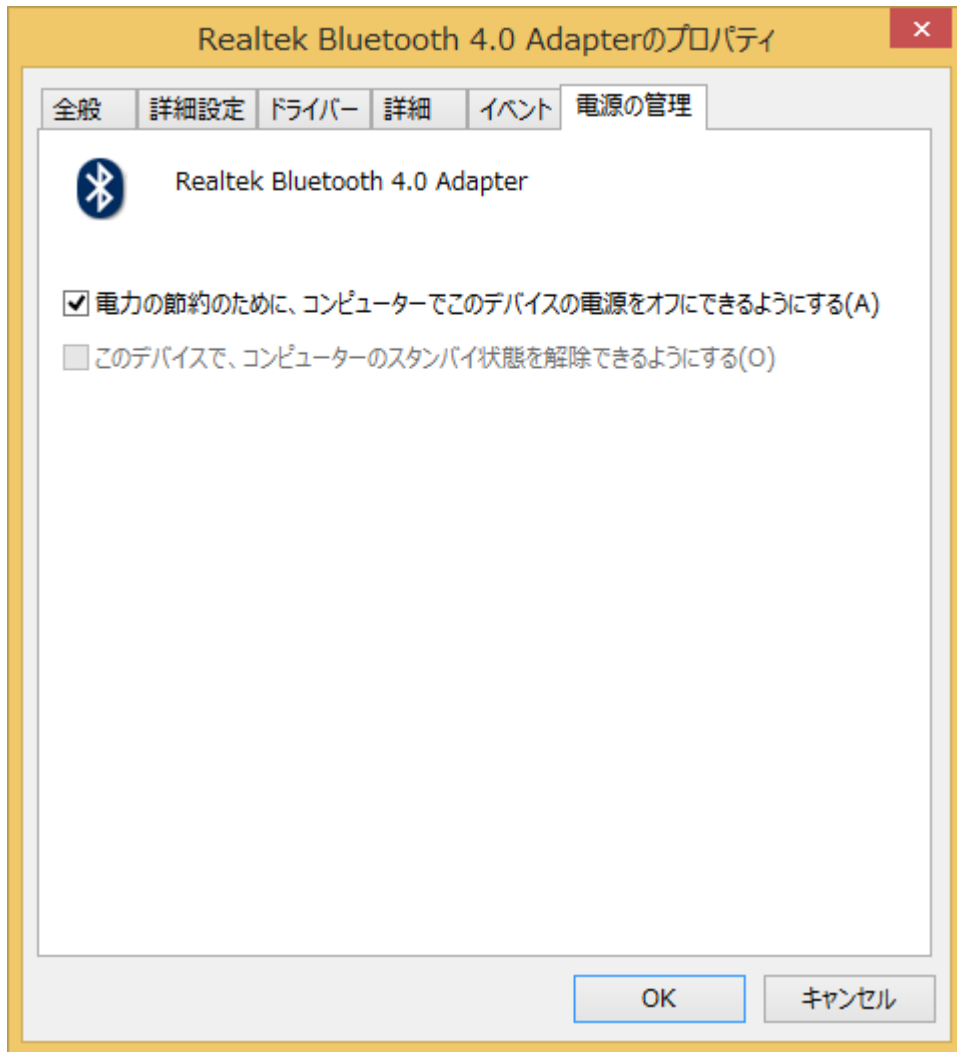 Realtek Bluetooth 4.0 Adapterのプロパティ
全般 詳細設定 ドライバー 詳細 イベント 電源の管理
Realtek Bluetooth 4.0 Adapter
電力の節約のために、コンピューターでこのデバイスの電源をオフにできるようにする(A)
このデバイスで、コンピューターのスタンバイ状態を解除できるようにする(O)
OK キャンセル